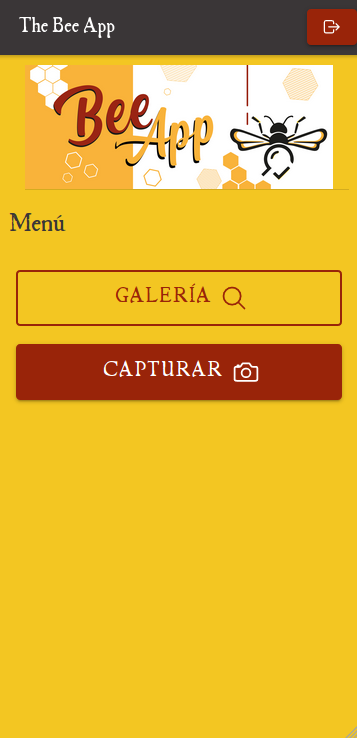 The Bee App
Bee
App
Menú
GALERÍA
CAPTURAR